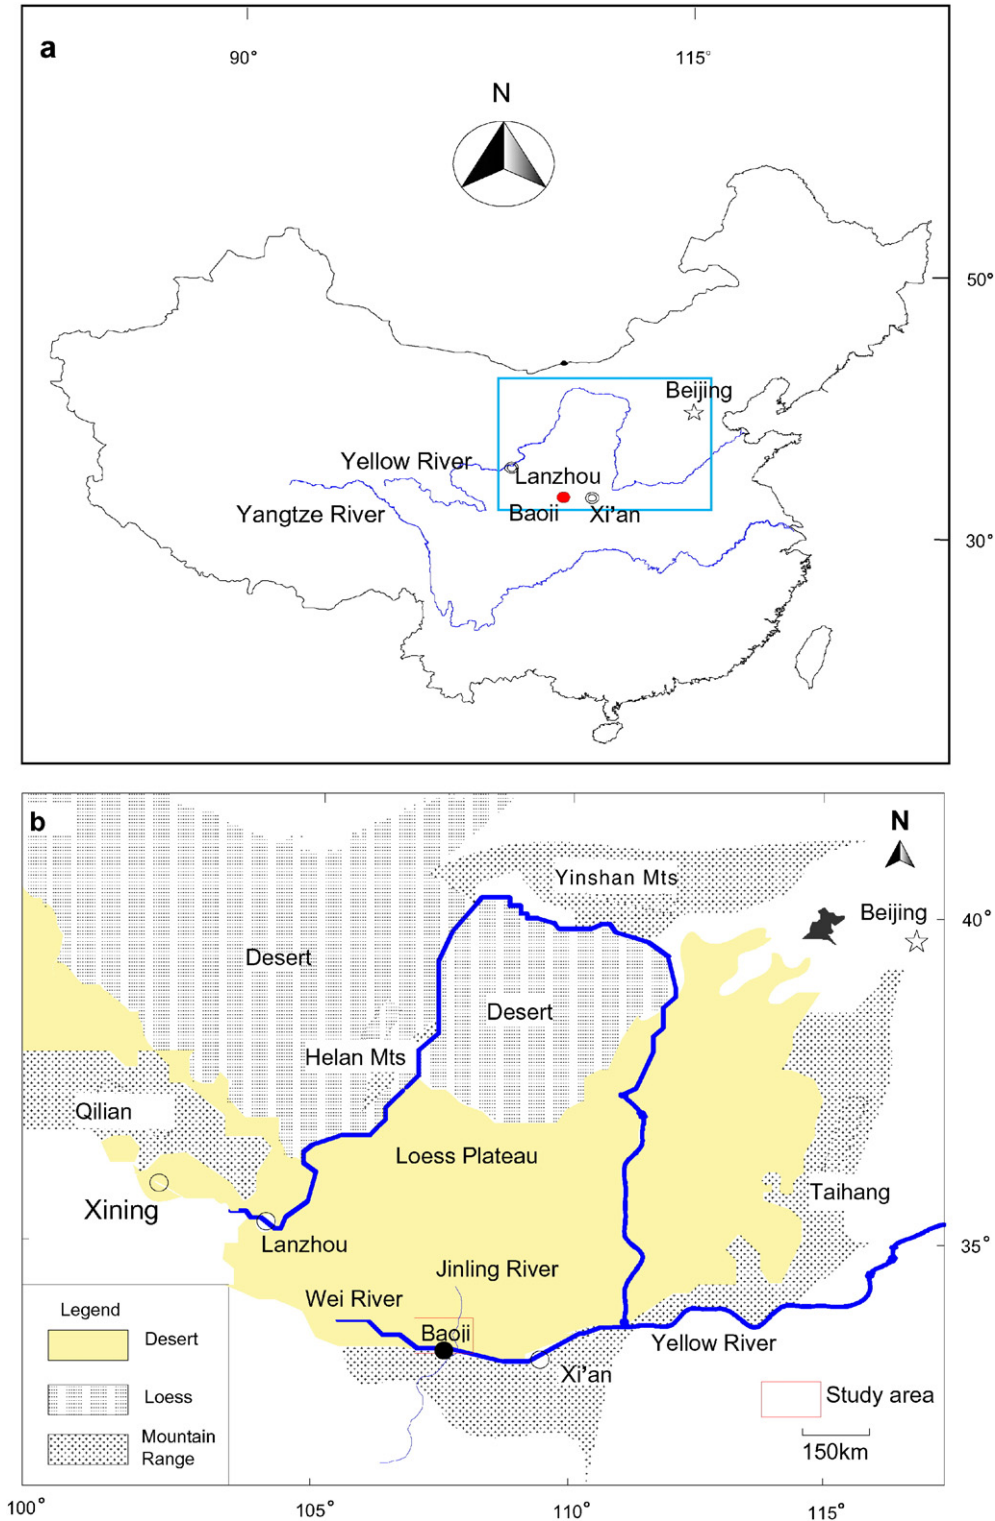 a
90°
115°
N
50°
Beijing
Yellow River
Lanzhou
Yangtze River
Baoji
Xi'an
30°
b
N
Yinshan Mts
Beijing
40°
Desert
Desert
Helan Mts
Qilian
Loess Plateau
Taihang
Xining
Lanzhou
35°
Jinling River
Wei River
Baoji
Yellow River
Xi'an
Legend
Desert
Loess
Mountain
Range
Study area
150km
100°
105°
110°
115°